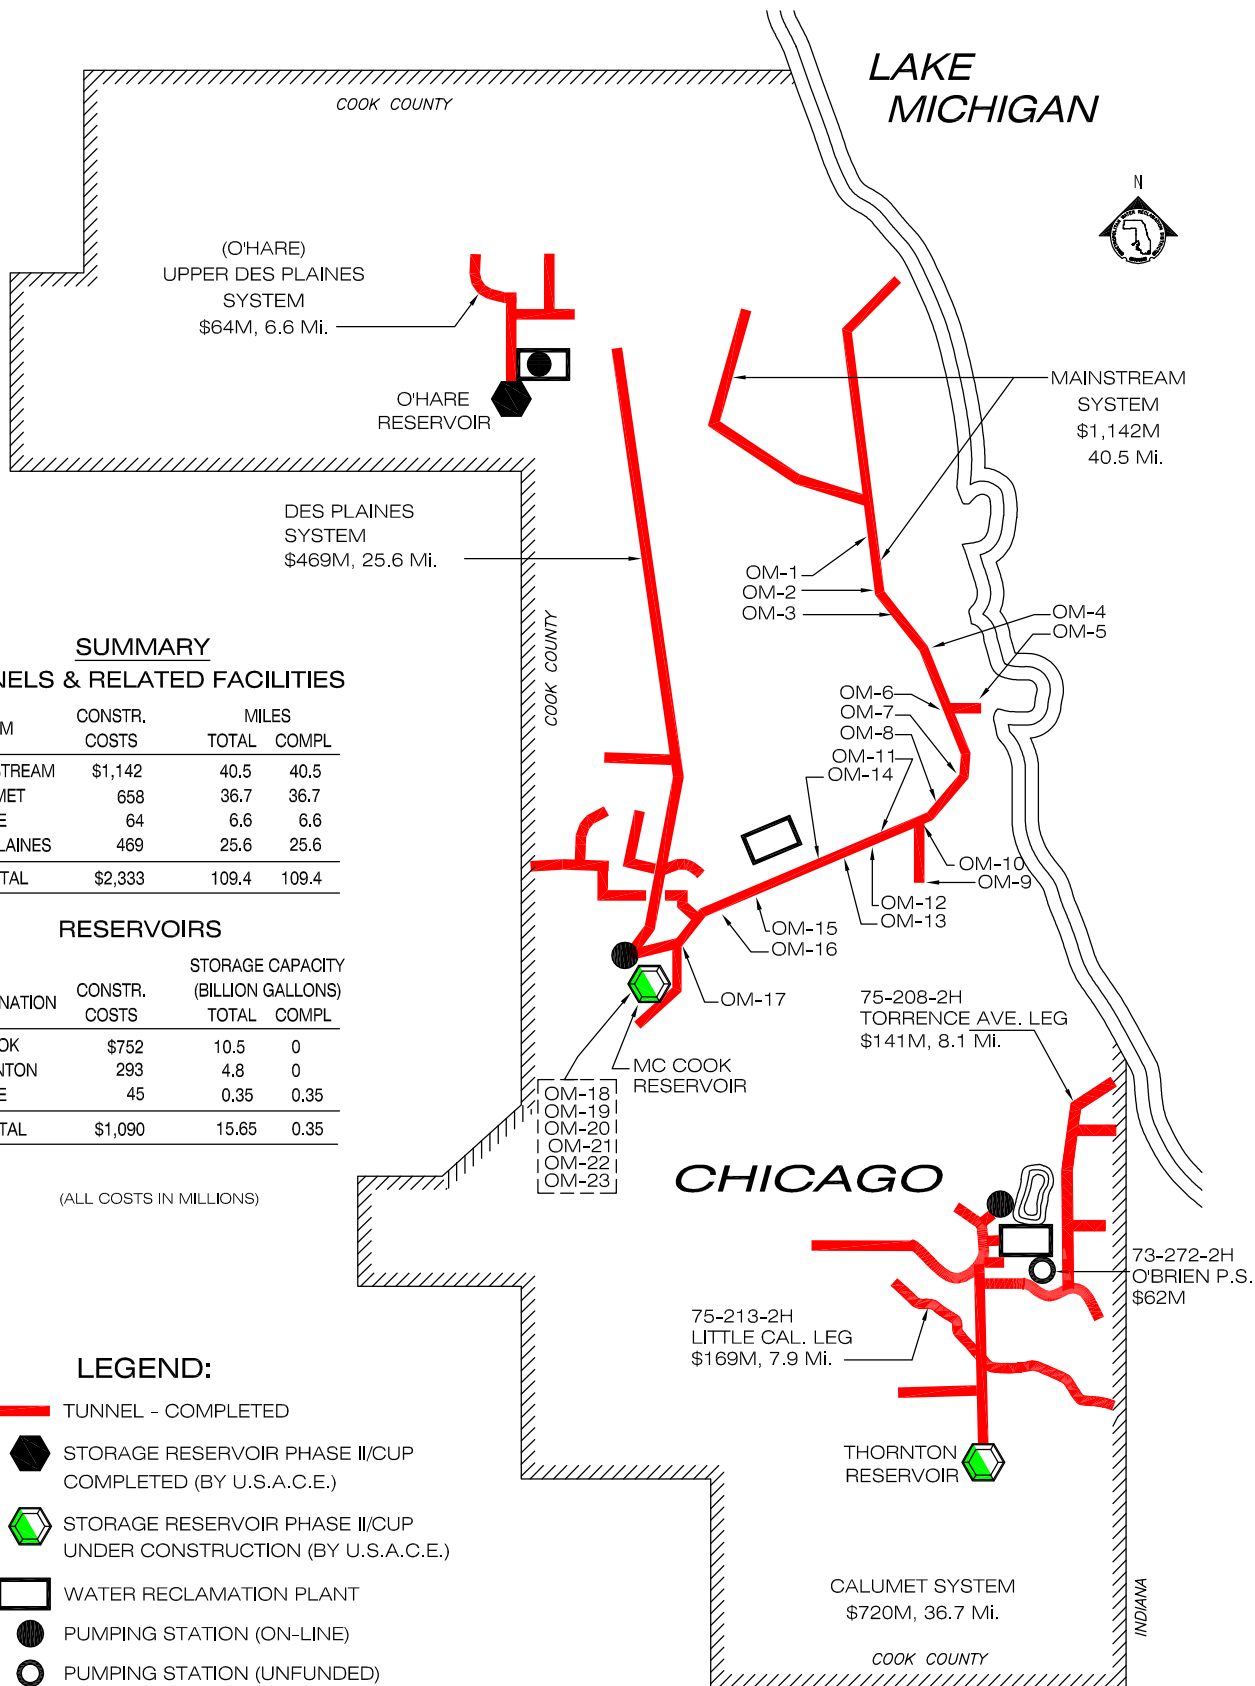 LAKE
MICHIGAN
COOK COUNTY
N
(O'HARE)
UPPER DES PLAINES
SYSTEM
$64M, 6.6 Mi.
O'HARE
RESERVOIR
MAINSTREAM
SYSTEM
$1,142M
40.5 Mi.
DES PLAINES
SYSTEM
$469M, 25.6 Mi.
COOK COUNTY
OM-1
OM-2
OM-3
OM-4
OM-5
OM-6
OM-7
OM-8
OM-11
OM-14
OM-10
OM-9
OM-12
OM-13
OM-15
OM-16
OM-17
SUMMARY
NELS & RELATED FACILITIES
M CONSTR. COSTS MILES TOTAL COMPL
STREAM $1,142 40.5 40.5
MET 658 36.7 36.7
E 64 6.6 6.6
LAINES 469 25.6 25.6
TAL $2,333 109.4 109.4
RESERVOIRS
NATION CONSTR. COSTS STORAGE CAPACITY (BILLION GALLONS) TOTAL COMPL
OK $752 10.5 0
NTON 293 4.8 0
E 45 0.35 0.35
TAL $1,090 15.65 0.35
(ALL COSTS IN MILLIONS)
MC COOK
RESERVOIR
OM-18
OM-19
OM-20
OM-21
OM-22
OM-23
75-208-2H
TORRENCE AVE. LEG
$141M, 8.1 Mi.
CHICAGO
73-272-2H
O'BRIEN P.S.
$62M
75-213-2H
LITTLE CAL. LEG
$169M, 7.9 Mi.
THORNTON
RESERVOIR
CALUMET SYSTEM
$720M, 36.7 Mi.
COOK COUNTY
INDIANA
LEGEND:
TUNNEL - COMPLETED
STORAGE RESERVOIR PHASE II/CUP
COMPLETED (BY U.S.A.C.E.)
STORAGE RESERVOIR PHASE II/CUP
UNDER CONSTRUCTION (BY U.S.A.C.E.)
WATER RECLAMATION PLANT
PUMPING STATION (ON-LINE)
PUMPING STATION (UNFUNDED)